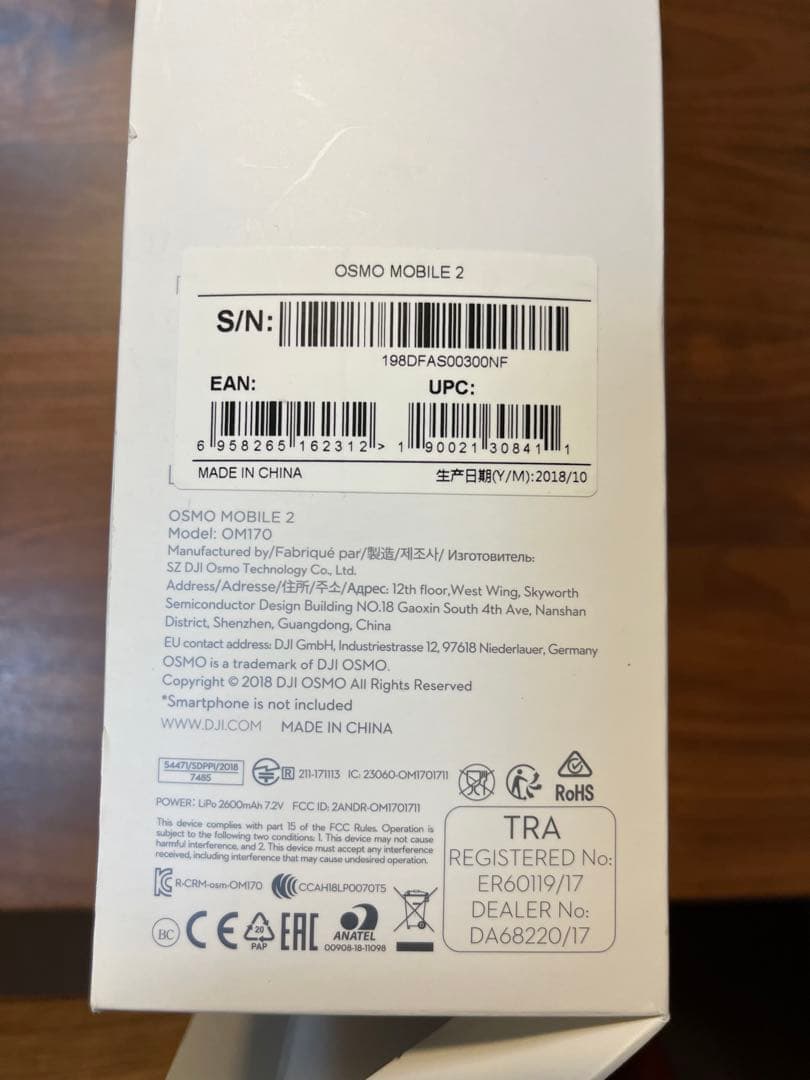 OSMO MOBILE 2
S/N:
198DFAS00300NF
EAN: UPC:
6 958265 162312 > 1 90021 30841 1
MADE IN CHINA 生产日期(Y/M):2018/10
OSMO MOBILE 2
Model: OM170
Manufactured by/Fabriqué par/製造/제조사/ Изготовитель:
SZ DJI Osmo Technology Co., Ltd.
Address/Adresse/住所/주소/Адрес: 12th floor,West Wing, Skyworth
Semiconductor Design Building NO.18 Gaoxin South 4th Ave, Nanshan
District, Shenzhen, Guangdong, China
EU contact address: DJI GmbH, Industriestrasse 12, 97618 Niederlauer, Germany
OSMO is a trademark of DJI OSMO.
Copyright © 2018 DJI OSMO All Rights Reserved
*Smartphone is not included
WWW.DJI.COM MADE IN CHINA
54471/SDPPI/2018
7485
R 211-171113 IC: 23060-OM1701711
RoHS
POWER: LiPo 2600mAh 7.2V FCC ID: 2ANDR-OM1701711
This device complies with part 15 of the FCC Rules. Operation is
subject to the following two conditions: 1. This device may not cause
harmful interference, and 2. This device must accept any interference
received, including interference that may cause undesired operation.
TRA
REGISTERED No:
ER60119/17
DEALER No:
DA68220/17
R-CRM-osm-OM170 CCAH18LP0070T5
BC CE 20 PAP EAC ANATEL
00908-18-11098